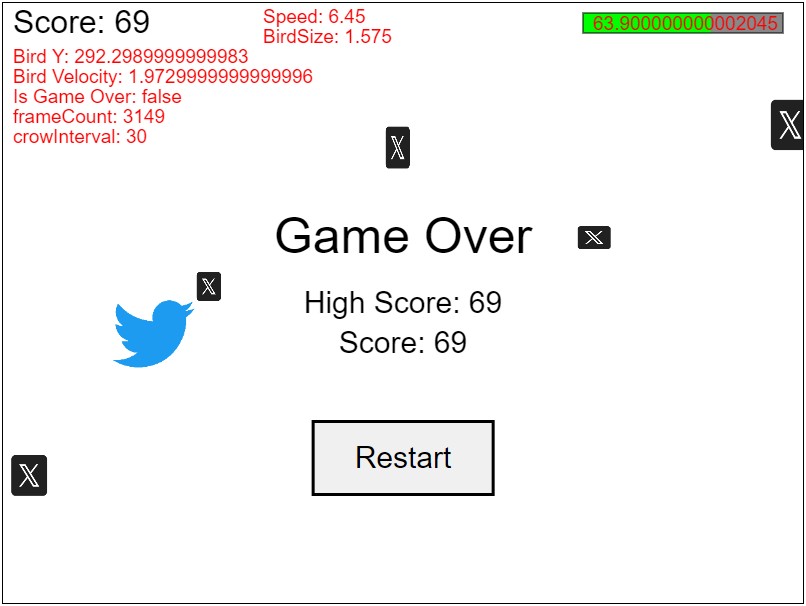 Score: 69
Speed: 6.45
BirdSize: 1.575
63.900000000002045
Bird Y: 292.2989999999983
Bird Velocity: 1.9729999999999996
Is Game Over: false
frameCount: 3149
crowInterval: 30
X
X
Game Over
X
X
High Score: 69
Score: 69
Restart
X